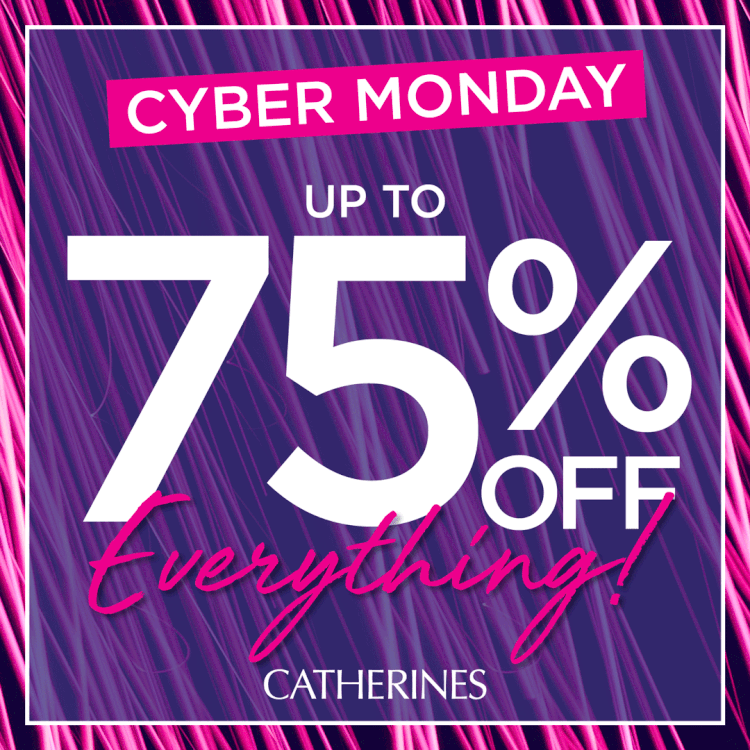 CYBER MONDAY
UP TO
75%
OFF
Everything!
CATHERINES